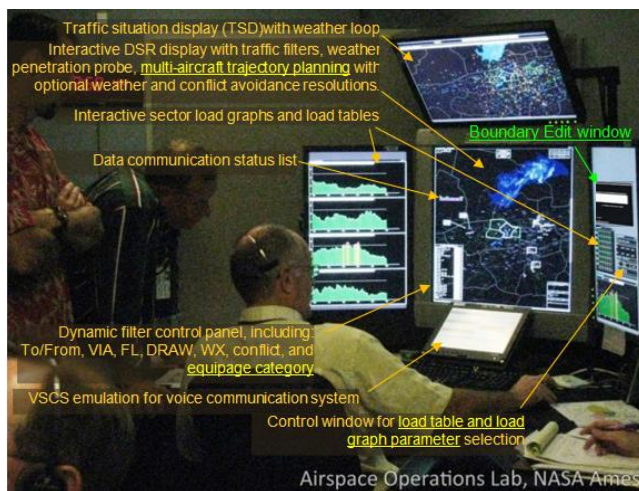 Traffic situation display (TSD)with weather loop
Interactive DSR display with traffic filters, weather
penetration probe, multi-aircraft trajectory planning with
optional weather and conflict avoidance resolutions.
Interactive sector load graphs and load tables
Boundary Edit window
Data communication status list
Dynamic filter control panel, including:
To/From, VIA, FL, DRAW, WX, conflict, and
equipage category
VSCS emulation for voice communication system
Control window for load table and load
graph parameter selection
Airspace Operations Lab, NASA Ames